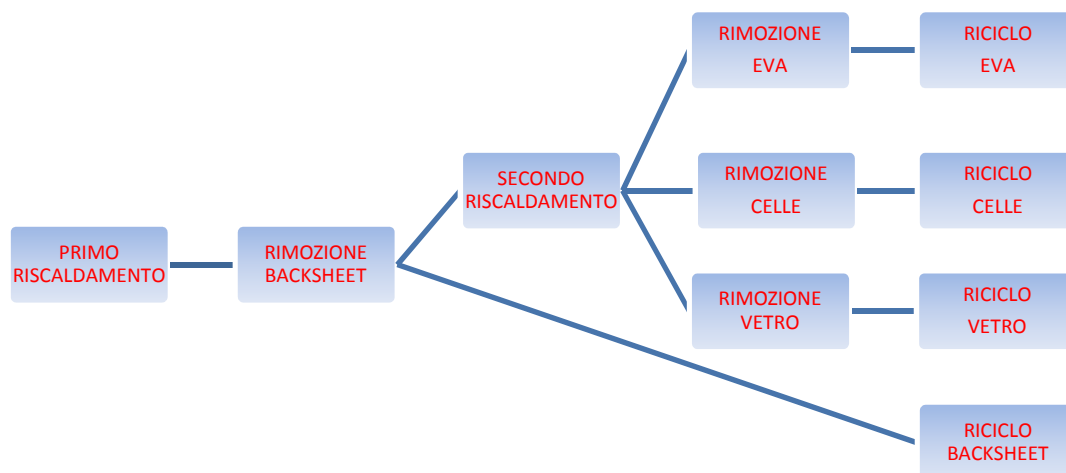 RIMOZIONE
EVA
RICICLO
EVA
SECONDO
RISCALDAMENTO
RIMOZIONE
CELLE
RICICLO
CELLE
PRIMO
RISCALDAMENTO
RIMOZIONE
BACKSHEET
RIMOZIONE
VETRO
RICICLO
VETRO
RICICLO
BACKSHEET